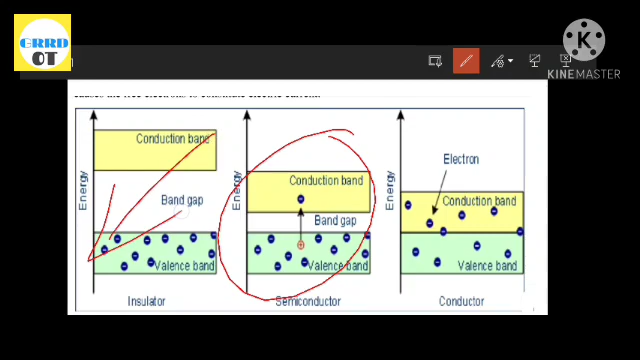 GRRD
OT
KINEMASTER
Conduction band
Energy
Band gap
Valence band
Insulator
Conduction band
Energy
Band gap
Valence band
Semiconductor
Electron
Energy
Conduction band
Valence band
Conductor